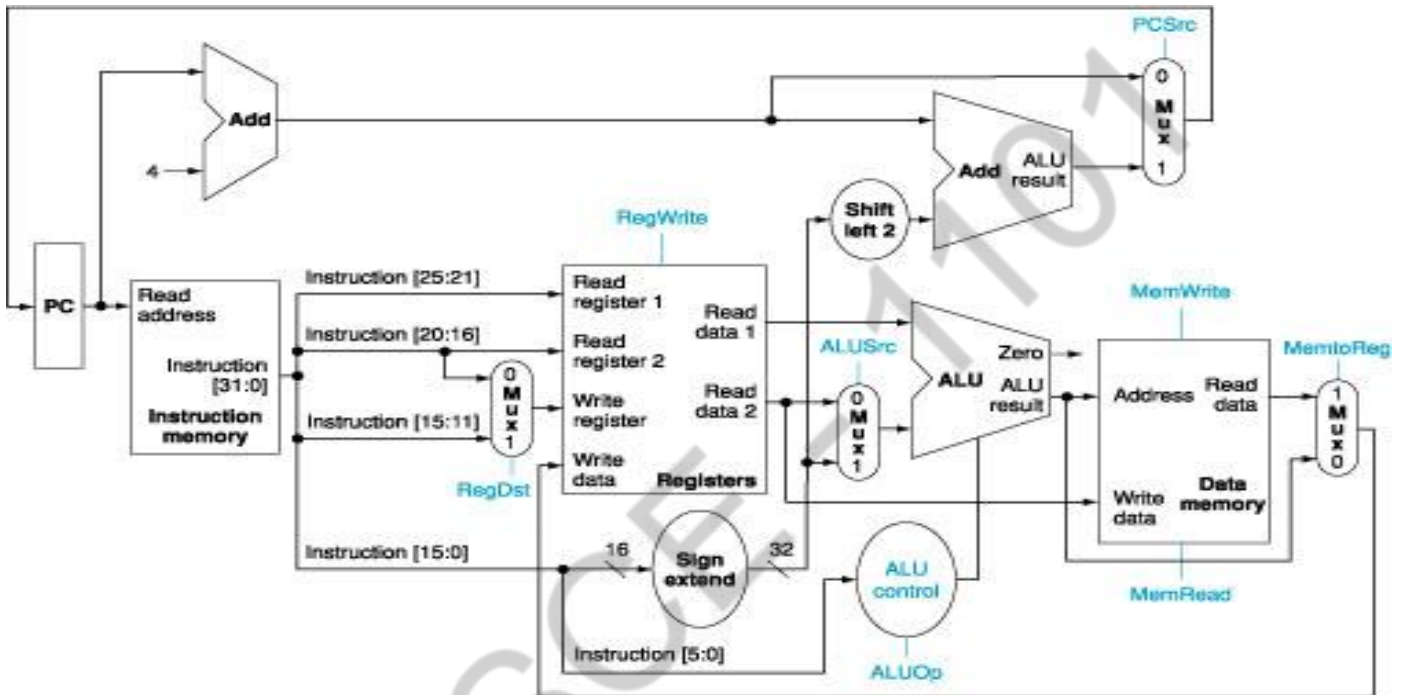 PCSrc
0
M
u
x
1
Add
4
Add
ALU
result
Shift
left 2
RegWrite
PC
Read
address
Instruction
[31:0]
Instruction
memory
Instruction [25:21]
Instruction [20:16]
Instruction [15:11]
Instruction [15:0]
Instruction [5:0]
0
M
u
x
1
RegDst
Read
register 1
Read
register 2
Write
register
Write
data
Read
data 1
Read
data 2
Registers
16
Sign
extend
32
ALUSrc
0
M
u
x
1
Zero
ALU
ALU
result
ALU
control
ALUOp
MemWrite
Address
Read
data
Write
data
Data
memory
MemRead
MemtoReg
1
M
u
x
0
CCE - 1101